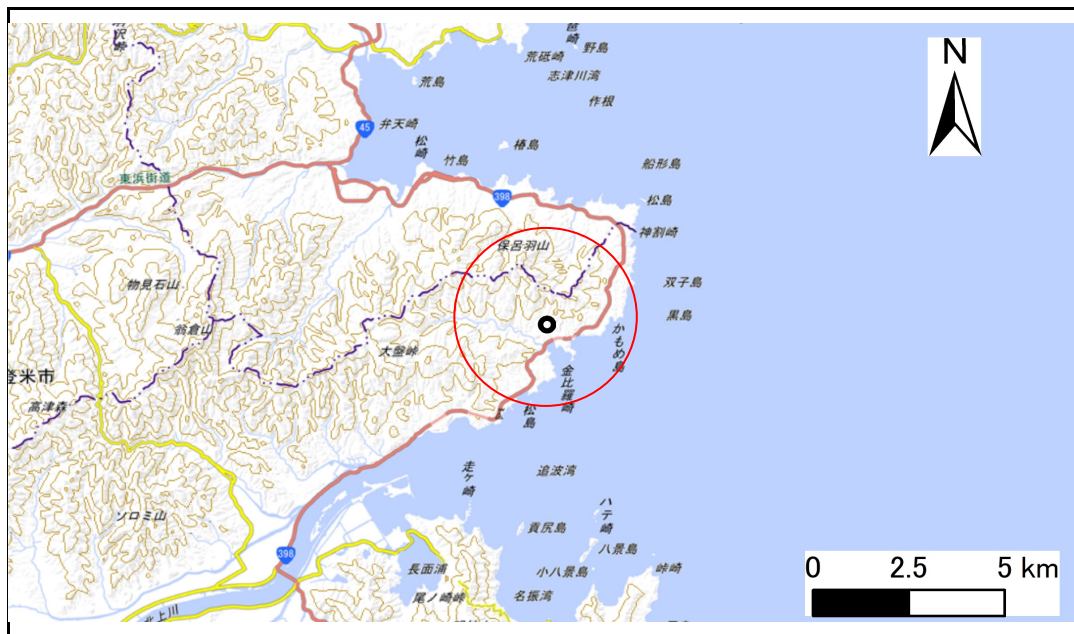 野島
荒砥崎
志津川湾
荒島
作根
N
45
弁天崎
松崎
椿島
竹島
船形島
東浜街道
398
松島
神割崎
保呂羽山
物見石山
双子島
黒島
翁倉山
かもめ島
大盤峠
金比羅崎
登米市
高津森
松島
追波湾
走ヶ崎
ハテ崎
ソロミ山
貢尻島
八景島
398
長面浦
小八景島
峠崎
尾ノ崎峠
名振湾
北上川
0 2.5 5 km